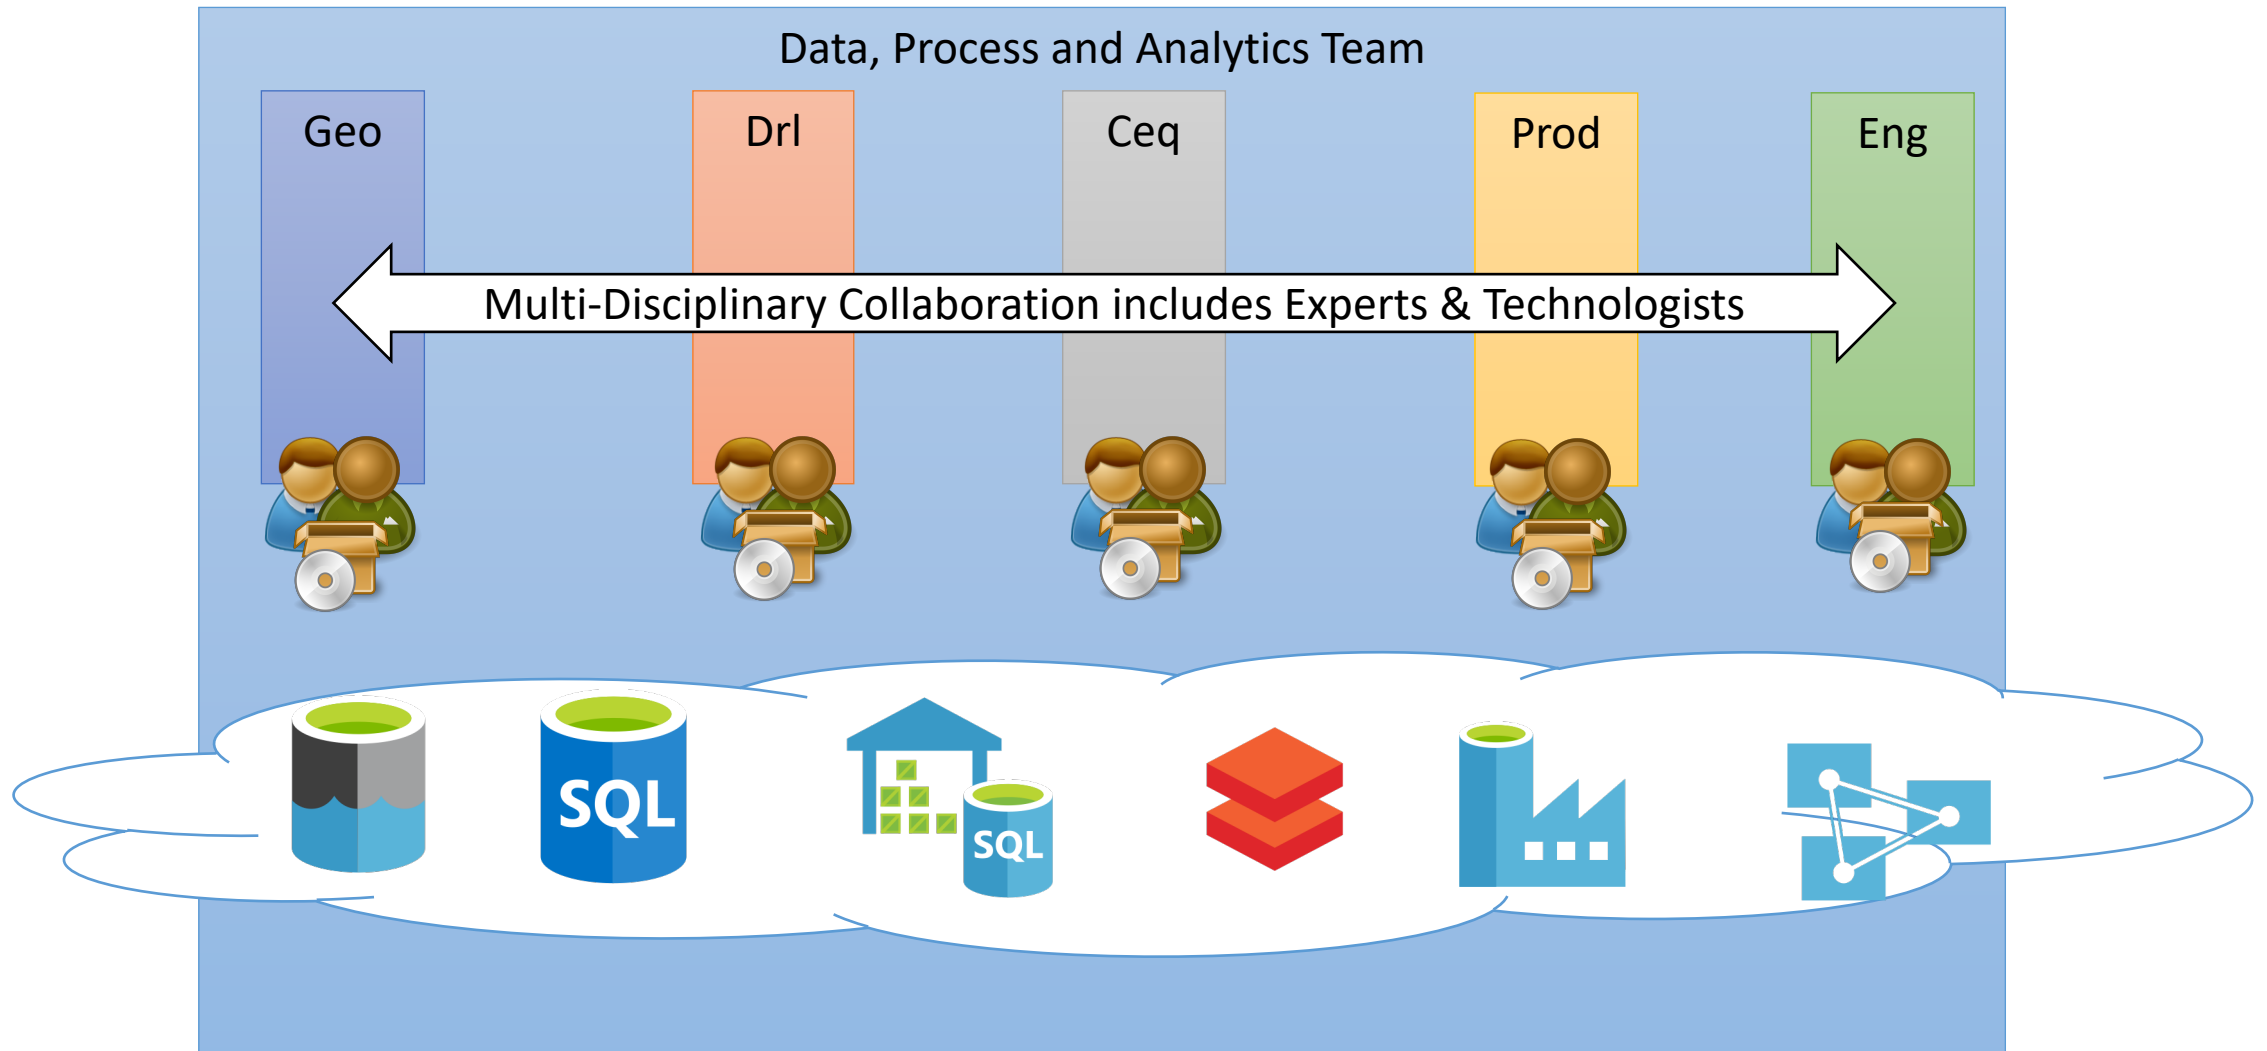 Data, Process and Analytics Team
Geo
Drl
Ceq
Prod
Eng
Multi-Disciplinary Collaboration includes Experts & Technologists
SQL
SQL